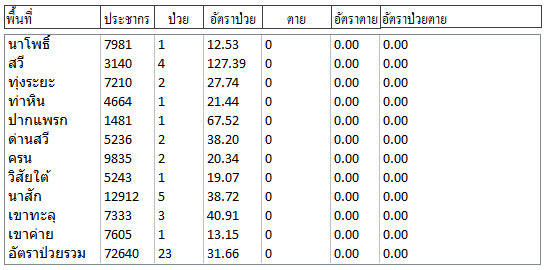 พื้นที่ ประชากร ป่วย อัตราป่วย ตาย อัตราตาย อัตราป่วยตาย
นาโพธิ์ 7981 1 12.53 0 0.00 0.00
สวี 3140 4 127.39 0 0.00 0.00
ทุ่งระยะ 7210 2 27.74 0 0.00 0.00
ท่าหิน 4664 1 21.44 0 0.00 0.00
ปากแพรก 1481 1 67.52 0 0.00 0.00
ด่านสวี 5236 2 38.20 0 0.00 0.00
ครน 9835 2 20.34 0 0.00 0.00
วิสัยใต้ 5243 1 19.07 0 0.00 0.00
นาสัก 12912 5 38.72 0 0.00 0.00
เขาทะลุ 7333 3 40.91 0 0.00 0.00
เขาค่าย 7605 1 13.15 0 0.00 0.00
อัตราป่วยรวม 72640 23 31.66 0 0.00 0.00